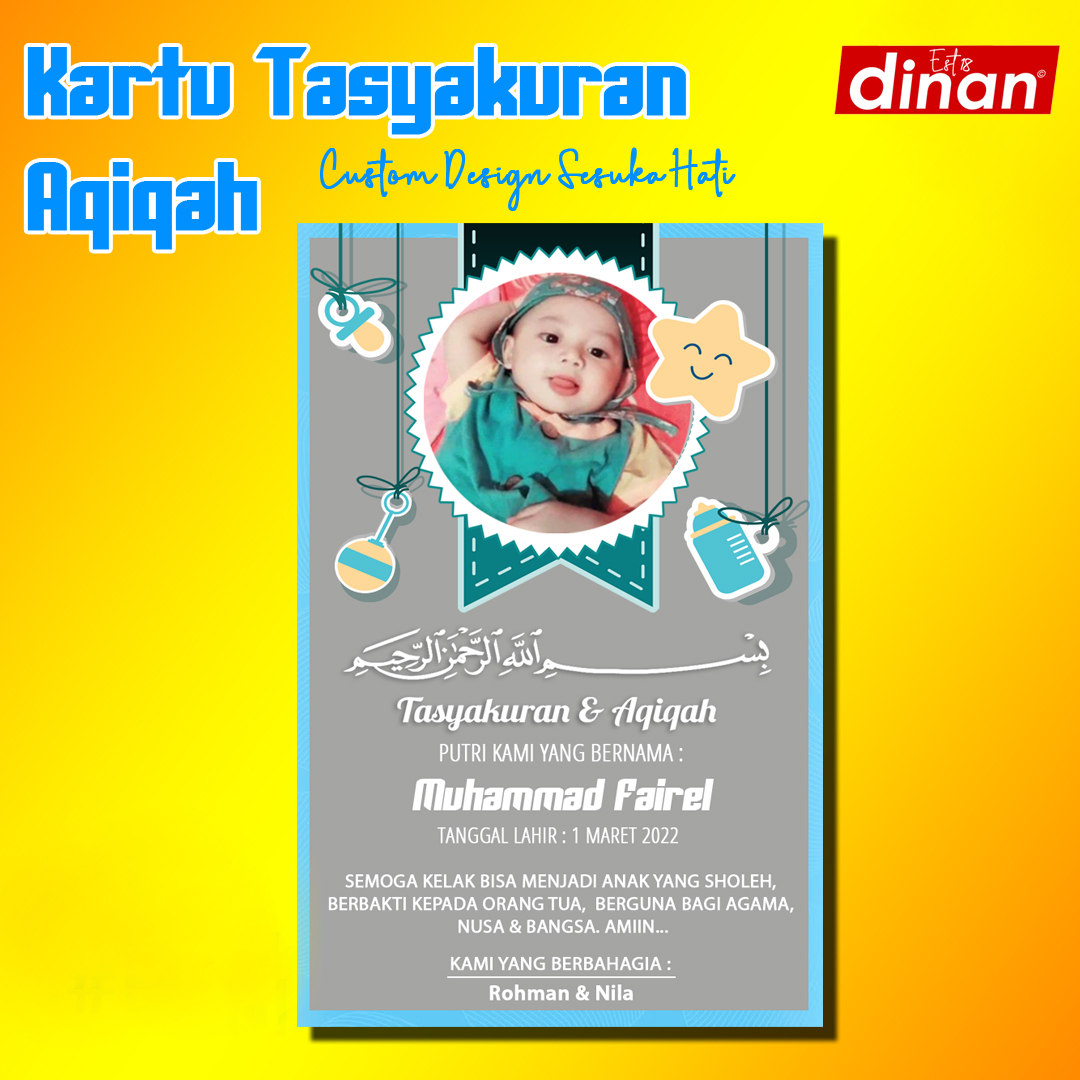 Kartu Tasyakuran
Aqiqah
Custom Design Sesuka Hati
Est 18
dinan©
بِسْمِ اللَّهِ الرَّحْمَٰنِ الرَّحِيمِ
Tasyakuran & Aqiqah
PUTRI KAMI YANG BERNAMA :
Muhammad Fairel
TANGGAL LAHIR : 1 MARET 2022
SEMOGA KELAK BISA MENJADI ANAK YANG SHOLEH,
BERBAKTI KEPADA ORANG TUA, BERGUNA BAGI AGAMA,
NUSA & BANGSA. AMIIN...
KAMI YANG BERBAHAGIA :
Rohman & Nila